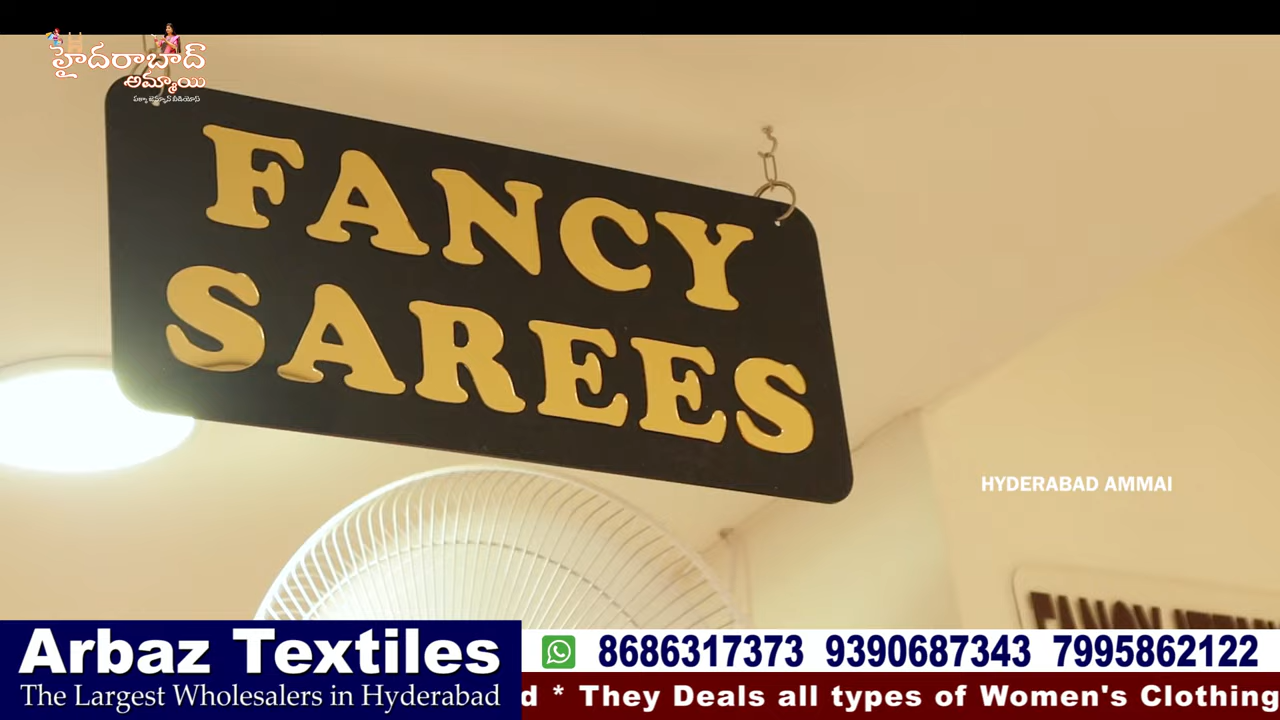 హైదరాబాద్
అమ్మాయి
FANCY
SAREES
HYDERABAD AMMAI
FANCY
Arbaz Textiles
The Largest Wholesalers in Hyderabad
8686317373 9390687343 7995862122
d * They Deals all types of Women's Clothing